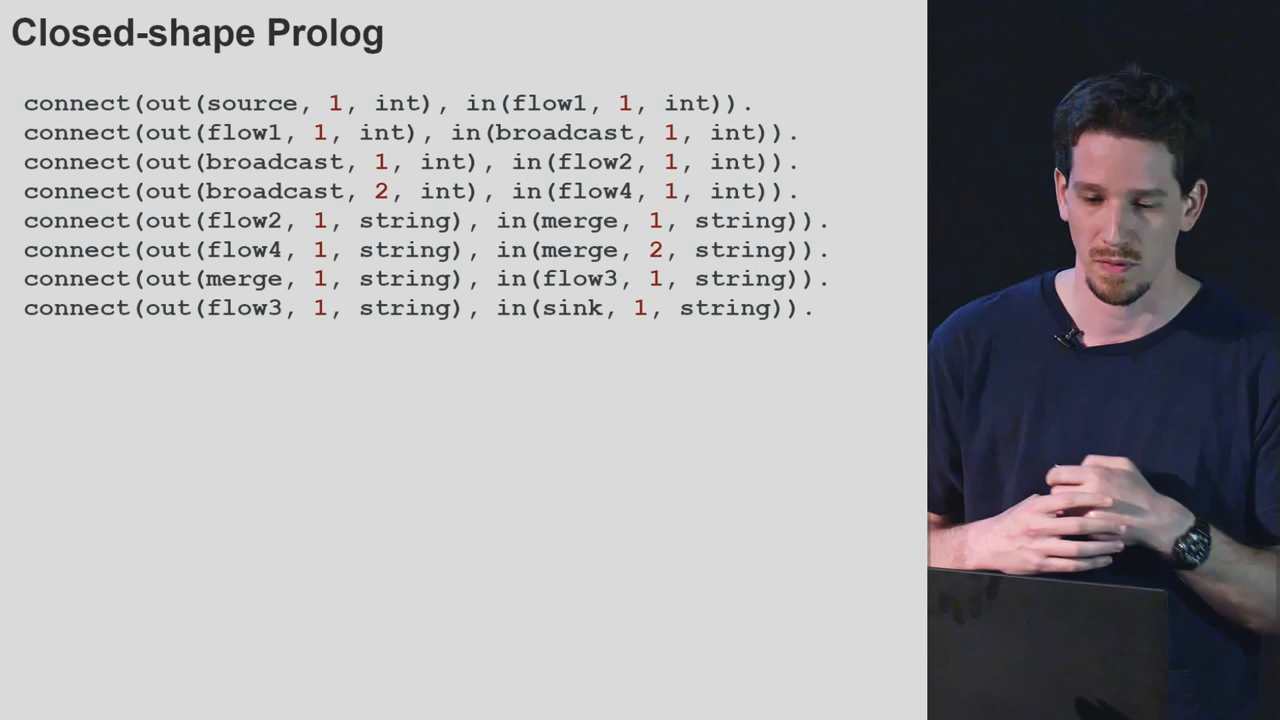 Closed-shape Prolog
connect(out(source, 1, int), in(flow1, 1, int)).
connect(out(flow1, 1, int), in(broadcast, 1, int)).
connect(out(broadcast, 1, int), in(flow2, 1, int)).
connect(out(broadcast, 2, int), in(flow4, 1, int)).
connect(out(flow2, 1, string), in(merge, 1, string)).
connect(out(flow4, 1, string), in(merge, 2, string)).
connect(out(merge, 1, string), in(flow3, 1, string)).
connect(out(flow3, 1, string), in(sink, 1, string)).